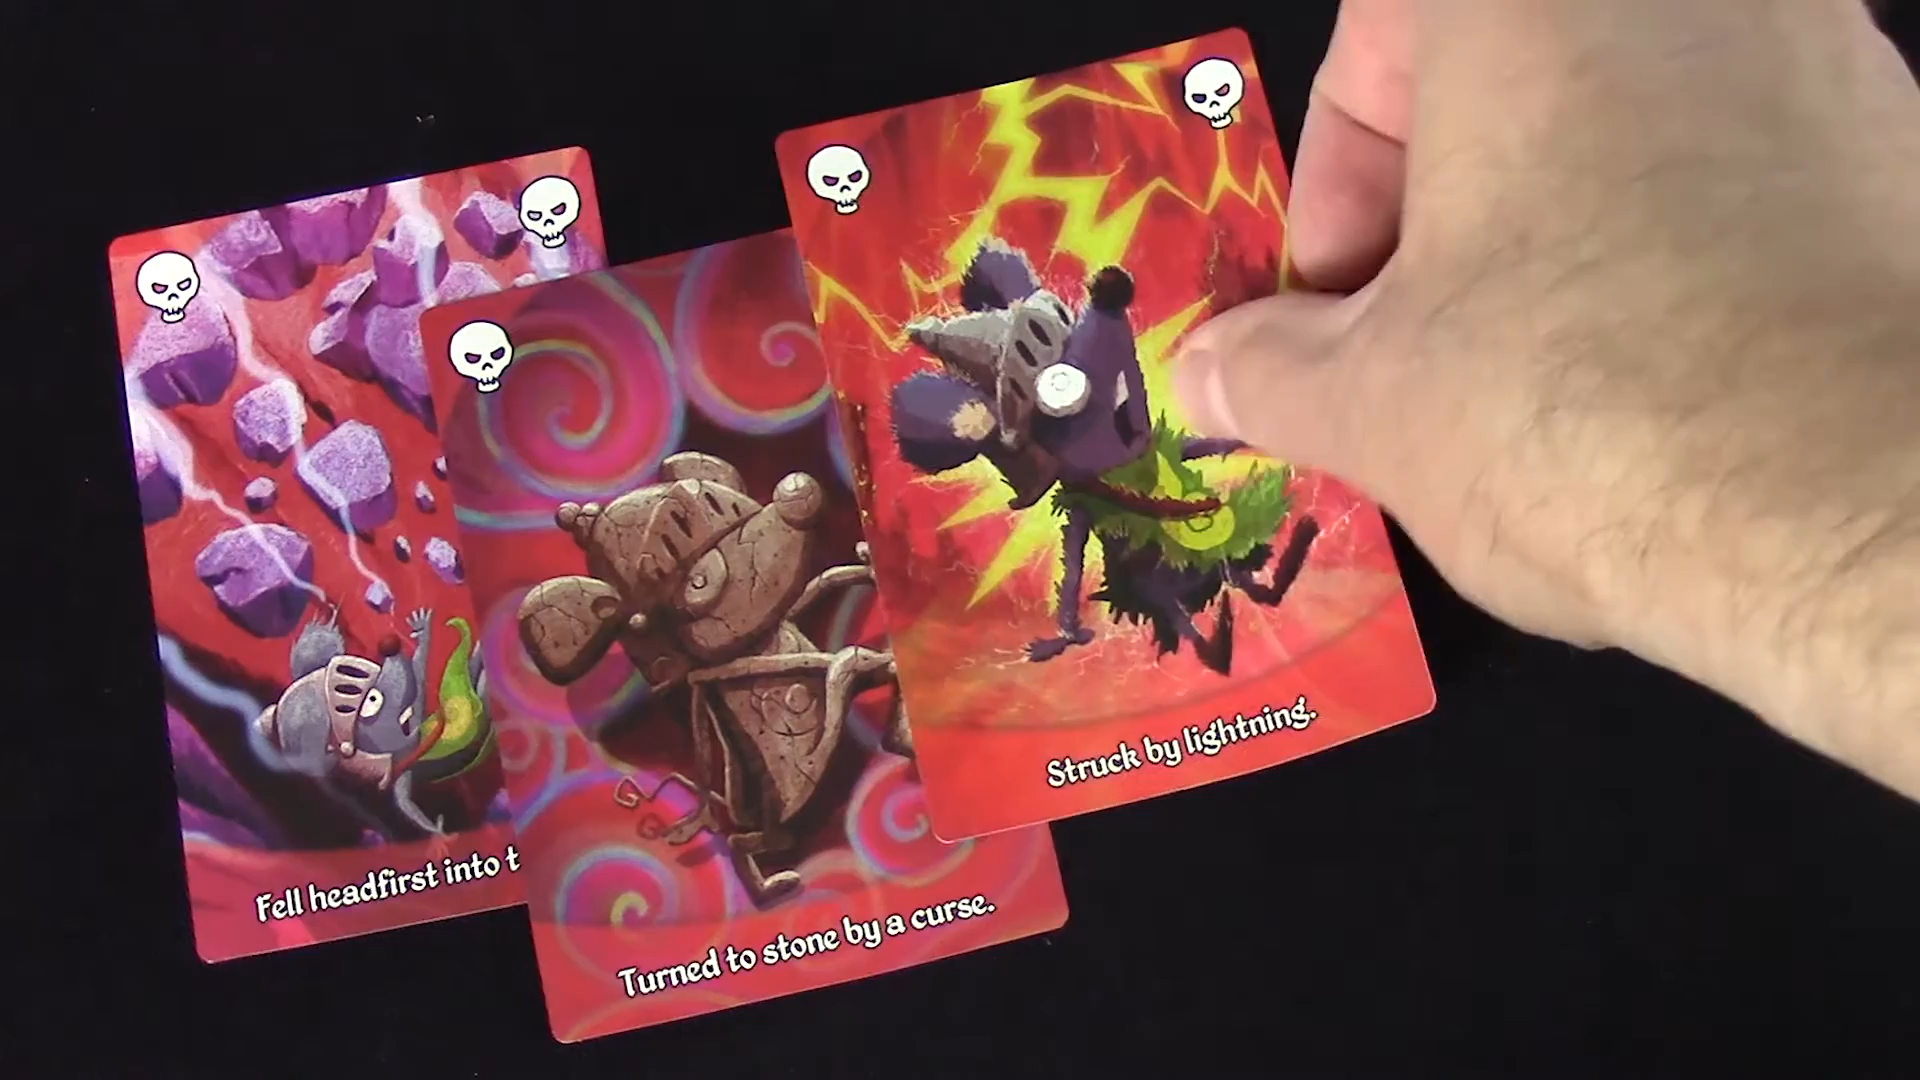 Fell headfirst into t
Turned to stone by a curse.
Struck by lightning.